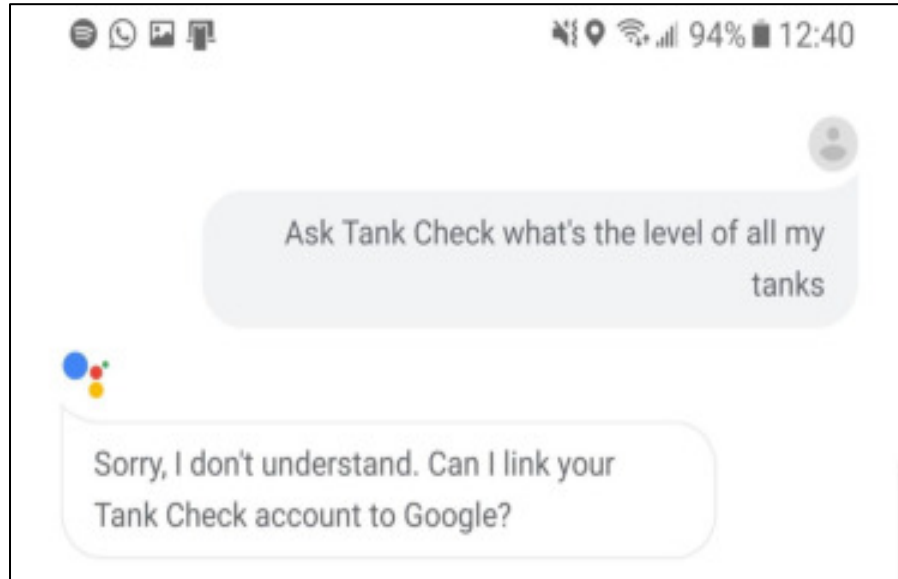 94% 12:40
Ask Tank Check what's the level of all my
tanks
Sorry, I don't understand. Can I link your
Tank Check account to Google?